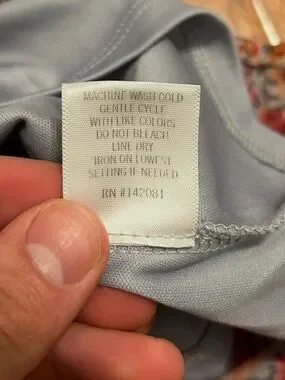 MACHINE WASH COLD
GENTLE CYCLE
WITH LIKE COLORS
DO NOT BLEACH
LINE DRY
IRON ON LOWEST
SETTING IF NEEDED
RN #142081